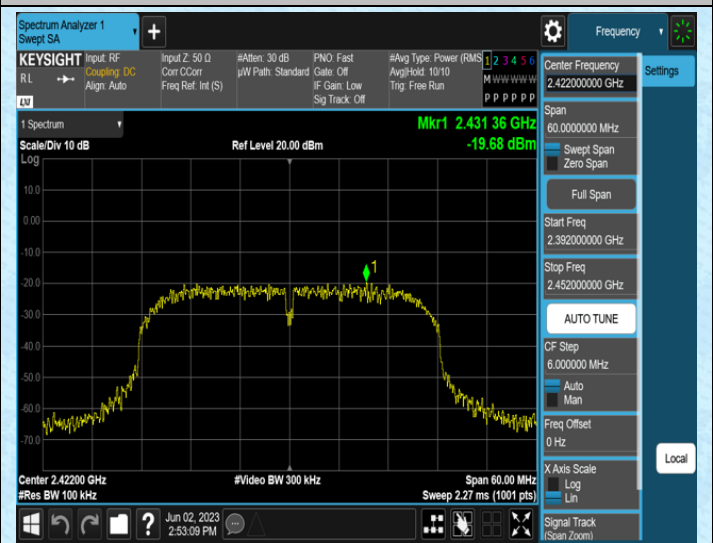 Spectrum Analyzer 1
Swept SA
+
Frequency
KEYSIGHT
RL
LXI
Input: RF
Coupling: DC
Align: Auto
Input Z: 50 Ω
Corr CCorr
Freq Ref: Int (S)
#Atten: 30 dB
µW Path: Standard
PNO: Fast
Gate: Off
IF Gain: Low
Sig Track: Off
#Avg Type: Power (RMS
Avg|Hold: 10/10
Trig: Free Run
1 2 3 4 5 6
M W W W W W
P P P P P P
1 Spectrum
Scale/Div 10 dB
Log
Ref Level 20.00 dBm
Mkr1 2.431 36 GHz
-19.68 dBm
10.0
0.00
-10.0
-20.0
-30.0
-40.0
-50.0
-60.0
-70.0
1
Center 2.42200 GHz
#Res BW 100 kHz
#Video BW 300 kHz
Span 60.00 MHz
Sweep 2.27 ms (1001 pts)
Jun 02, 2023
2:53:09 PM
?
Center Frequency
2.422000000 GHz
Settings
Span
60.0000000 MHz
Swept Span
Zero Span
Full Span
Start Freq
2.392000000 GHz
Stop Freq
2.452000000 GHz
AUTO TUNE
CF Step
6.000000 MHz
Auto
Man
Freq Offset
0 Hz
X Axis Scale
Log
Lin
Local
Signal Track
(Span Zoom)